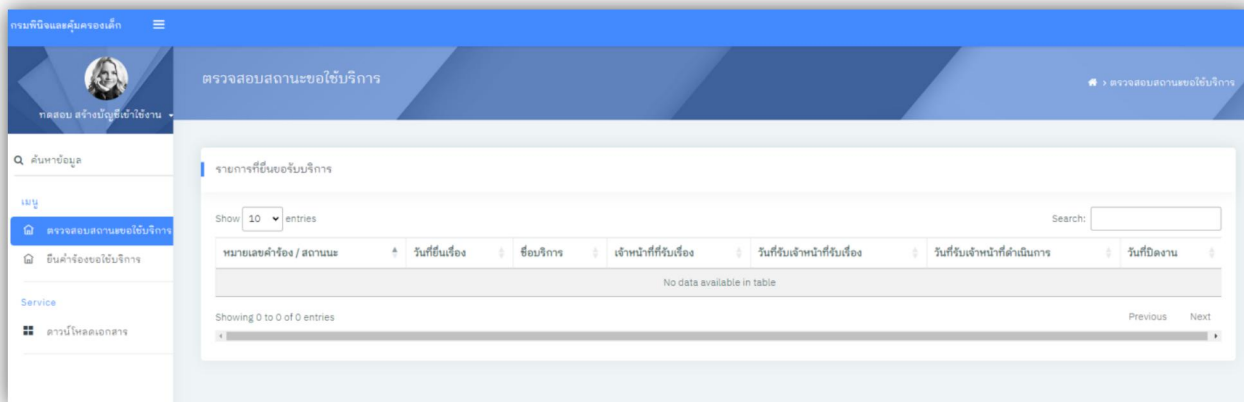 กรมพินิจและคุ้มครองเด็ก
ทดสอบ สร้างบัญชีเข้าใช้งาน
ตรวจสอบสถานะขอใช้บริการ
> ตรวจสอบสถานะขอใช้บริการ
ค้นหาข้อมูล
เมนู
ตรวจสอบสถานะขอใช้บริการ
ยื่นคำร้องขอใช้บริการ
Service
ดาวน์โหลดเอกสาร
รายการที่ยื่นขอรับบริการ
Show 10 entries Search:
หมายเลขคำร้อง / สถานนะ วันที่ยื่นเรื่อง ชื่อบริการ เจ้าหน้าที่ที่รับเรื่อง วันที่รับเจ้าหน้าที่รับเรื่อง วันที่รับเจ้าหน้าที่ดำเนินการ วันที่ปิดงาน
No data available in table
Showing 0 to 0 of 0 entries Previous Next